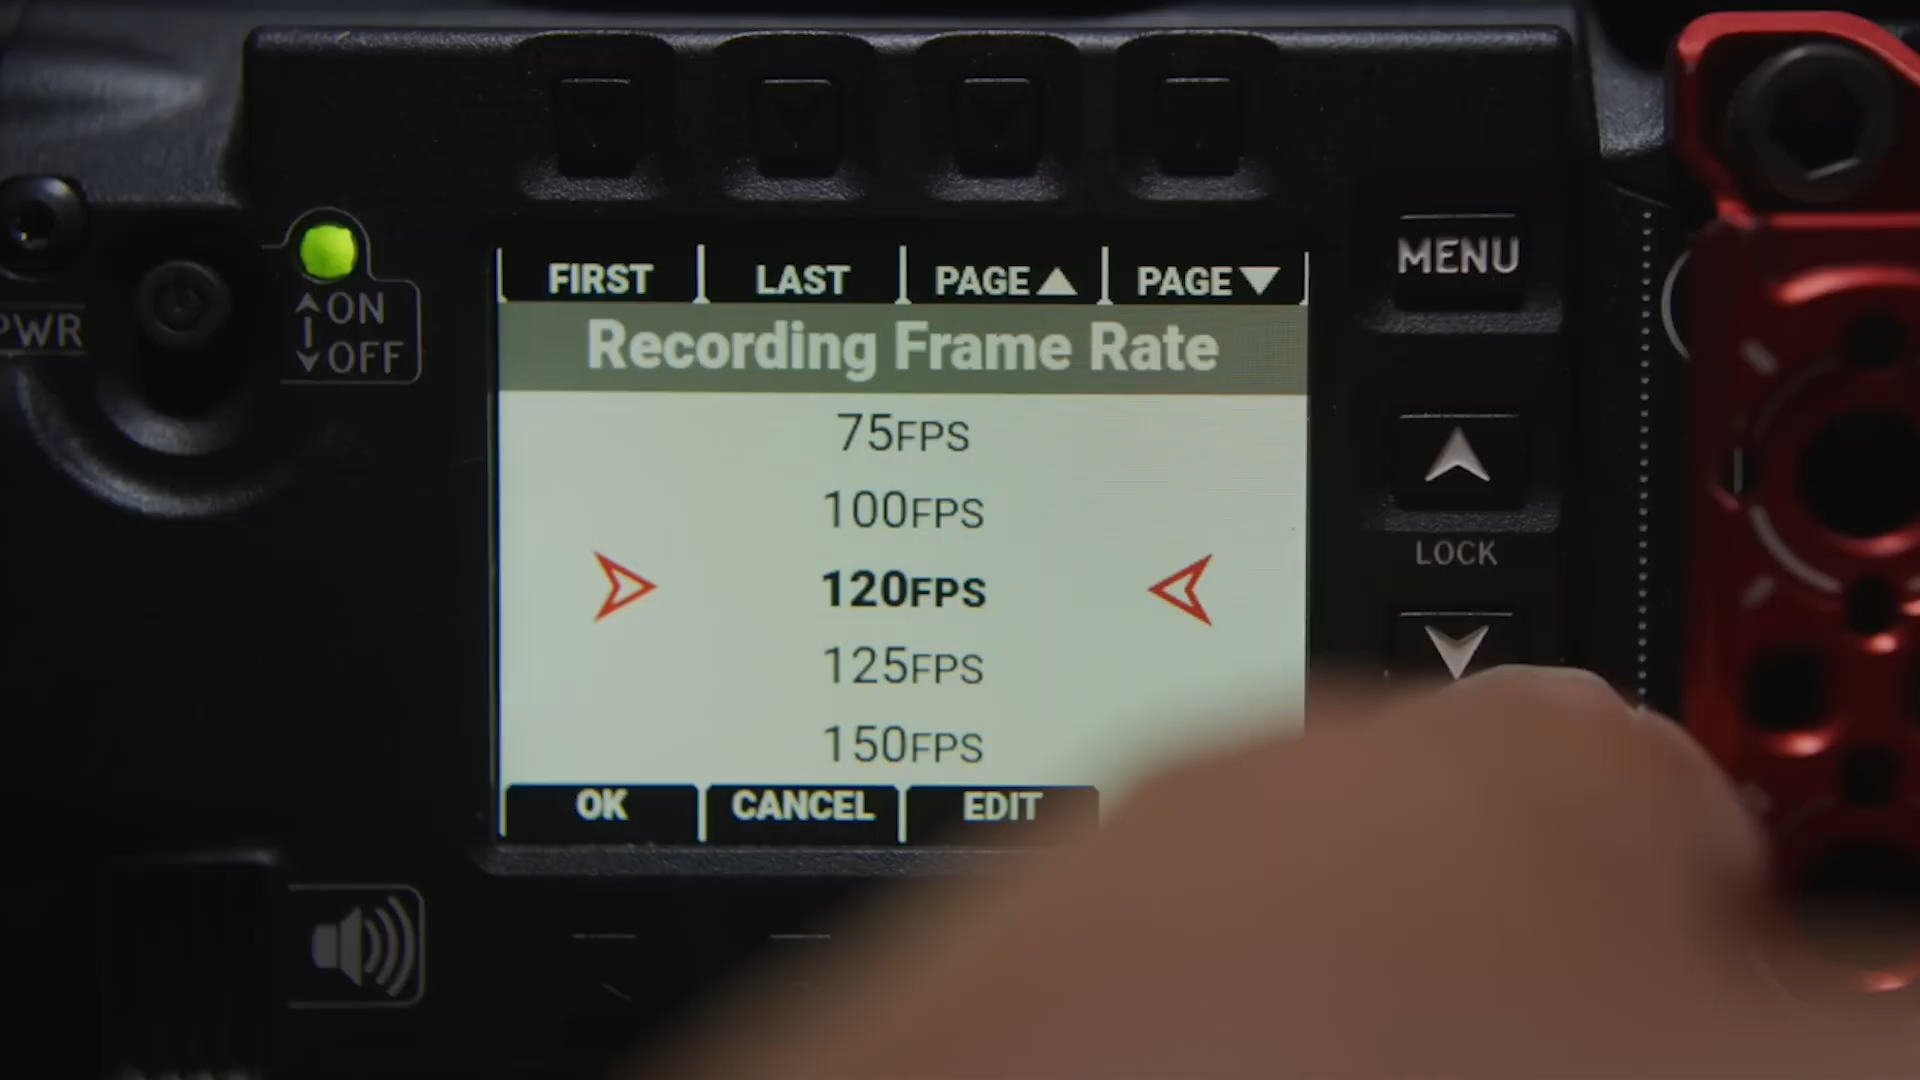 FIRST LAST PAGE▲ PAGE▼
MENU
PWR
ON
OFF
Recording Frame Rate
75FPS
100FPS
120FPS
125FPS
150FPS
LOCK
OK CANCEL EDIT